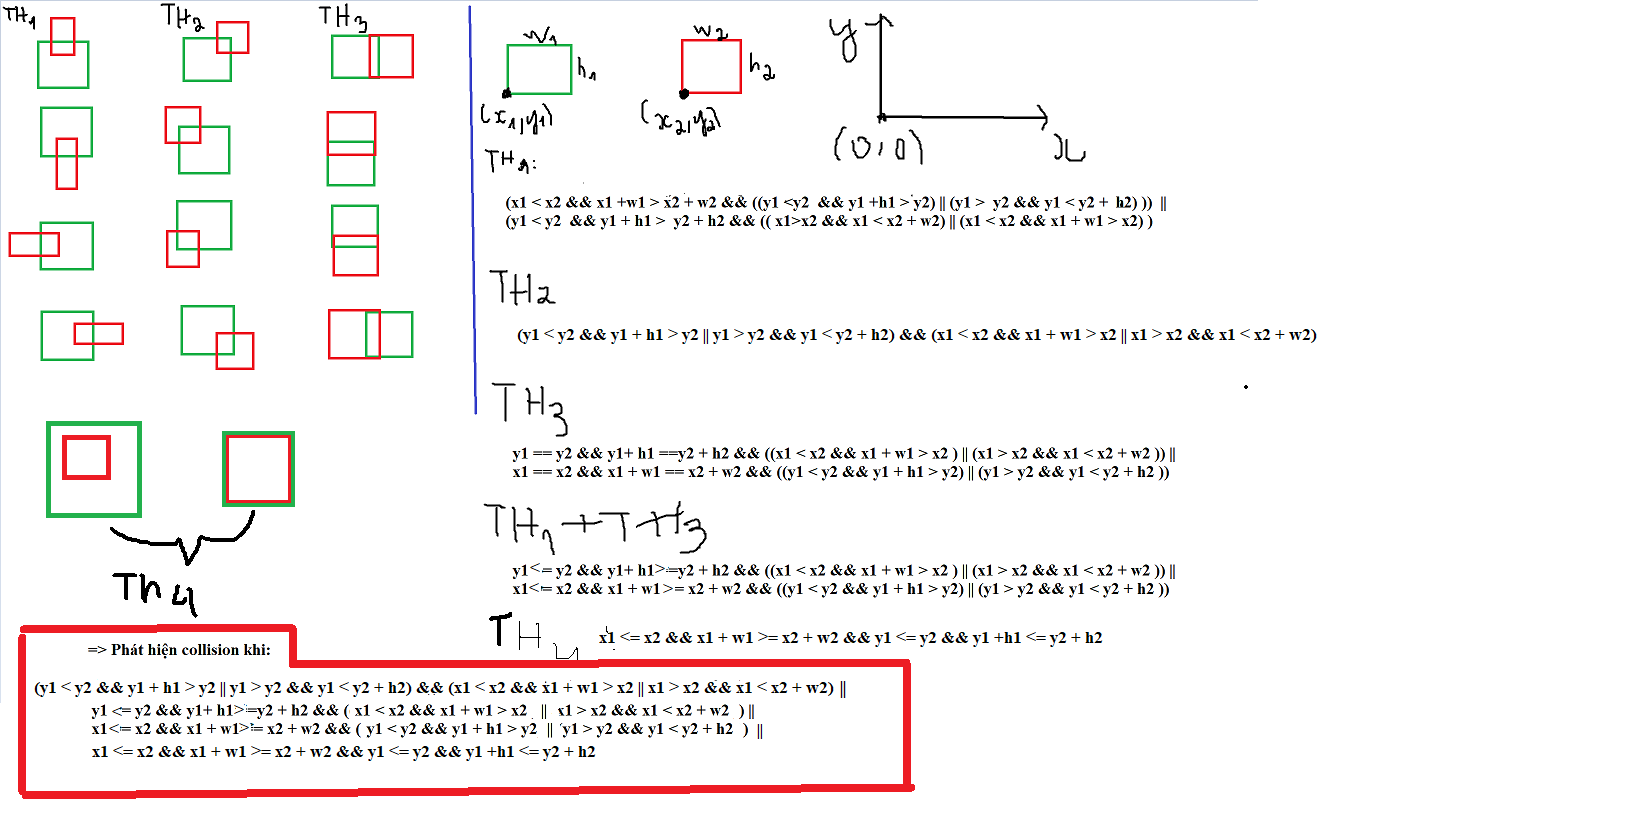 TH1
TH2
TH3
w1
h1
(x1,y1)
w2
h2
(x2,y2)
y
(0,0)
x
TH1:
(x1 < x2 && x1 +w1 > x2 + w2 && ((y1 <y2 && y1 +h1 > y2) || (y1 > y2 && y1 < y2 + h2) )) ||
(y1 < y2 && y1 + h1 > y2 + h2 && (( x1>x2 && x1 < x2 + w2) || (x1 < x2 && x1 + w1 > x2) )
TH2
(y1 < y2 && y1 + h1 > y2 || y1 > y2 && y1 < y2 + h2) && (x1 < x2 && x1 + w1 > x2 || x1 > x2 && x1 < x2 + w2)
TH3
y1 == y2 && y1+ h1 ==y2 + h2 && ((x1 < x2 && x1 + w1 > x2 ) || (x1 > x2 && x1 < x2 + w2 )) ||
x1 == x2 && x1 + w1 == x2 + w2 && ((y1 < y2 && y1 + h1 > y2) || (y1 > y2 && y1 < y2 + h2 ))
TH1+TH3
y1<= y2 && y1+ h1>=y2 + h2 && ((x1 < x2 && x1 + w1 > x2 ) || (x1 > x2 && x1 < x2 + w2 )) ||
x1<= x2 && x1 + w1>= x2 + w2 && ((y1 < y2 && y1 + h1 > y2) || (y1 > y2 && y1 < y2 + h2 ))
Th4
TH4
x1 <= x2 && x1 + w1 >= x2 + w2 && y1 <= y2 && y1 +h1 <= y2 + h2
=> Phát hiện collision khi:
(y1 < y2 && y1 + h1 > y2 || y1 > y2 && y1 < y2 + h2) && (x1 < x2 && x1 + w1 > x2 || x1 > x2 && x1 < x2 + w2) ||
y1 <= y2 && y1+ h1>=y2 + h2 && ( x1 < x2 && x1 + w1 > x2 || x1 > x2 && x1 < x2 + w2 ) ||
x1<= x2 && x1 + w1>= x2 + w2 && ( y1 < y2 && y1 + h1 > y2 || y1 > y2 && y1 < y2 + h2 ) ||
x1 <= x2 && x1 + w1 >= x2 + w2 && y1 <= y2 && y1 +h1 <= y2 + h2